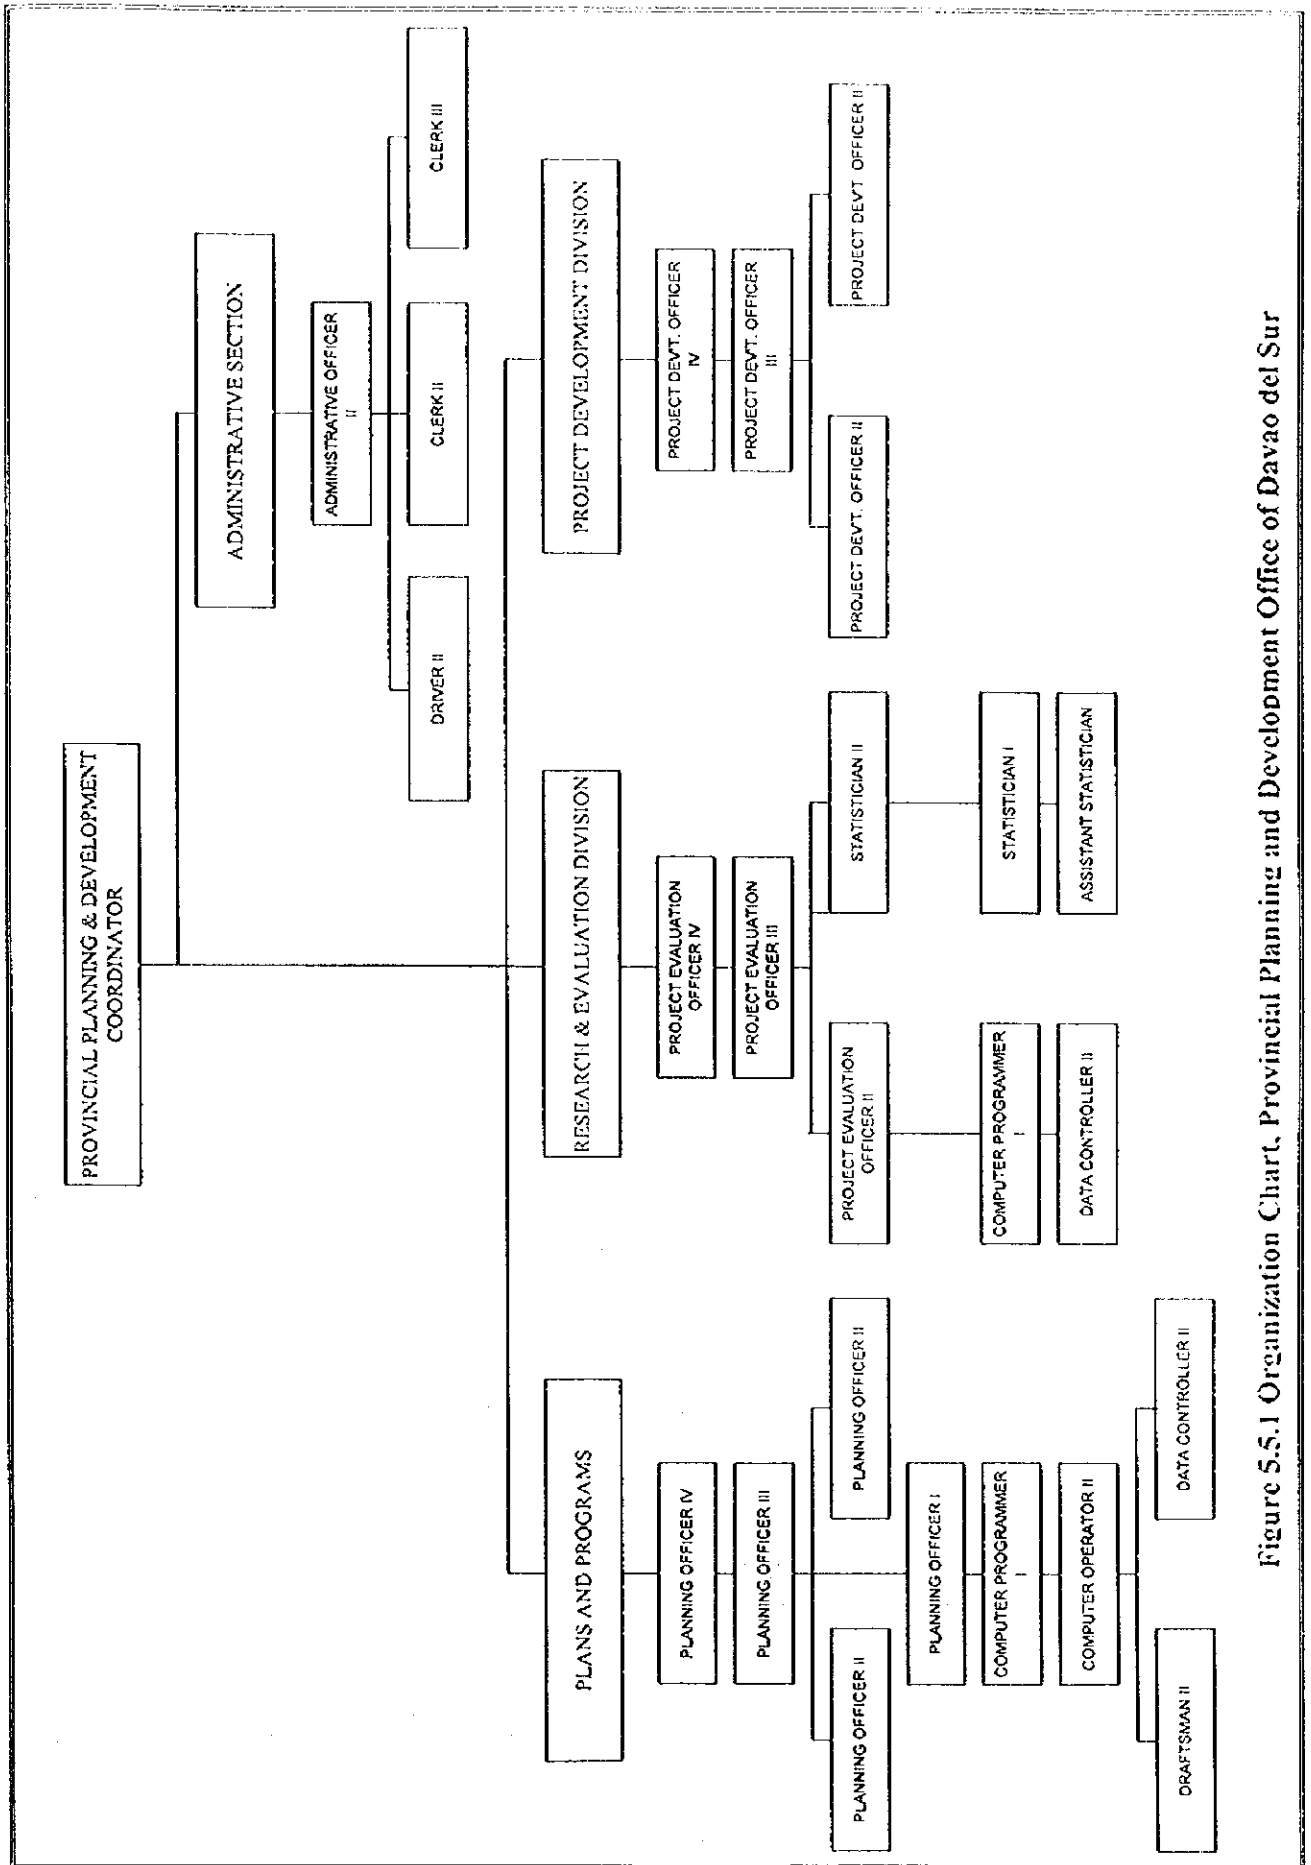 PROVINCIAL PLANNING & DEVELOPMENT
COORDINATOR
ADMINISTRATIVE SECTION
ADMINISTRATIVE OFFICER
II
DRIVER II
CLERK II
CLERK III
PLANS AND PROGRAMS
RESEARCH & EVALUATION DIVISION
PROJECT DEVELOPMENT DIVISION
PLANNING OFFICER IV
PROJECT EVALUATION
OFFICER IV
PROJECT DEVT. OFFICER
IV
PLANNING OFFICER III
PROJECT EVALUATION
OFFICER III
PROJECT DEVT. OFFICER
III
PLANNING OFFICER II
PLANNING OFFICER II
PROJECT EVALUATION
OFFICER II
STATISTICIAN II
PROJECT DEVT. OFFICER II
PROJECT DEVT. OFFICER II
PLANNING OFFICER I
COMPUTER PROGRAMMER
I
COMPUTER PROGRAMMER
I
STATISTICIAN I
COMPUTER OPERATOR II
DATA CONTROLLER II
ASSISTANT STATISTICIAN
DRAFTSMAN II
DATA CONTROLLER II
Figure 5.5.1 Organization Chart, Provincial Planning and Development Office of Davao del Sur